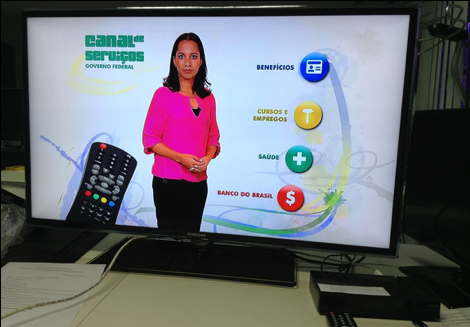 canal de
serviços
GOVERNO FEDERAL
BENEFÍCIOS
CURSOS E
EMPREGOS
SAÚDE
BANCO DO BRASIL
$
SAMSUNG